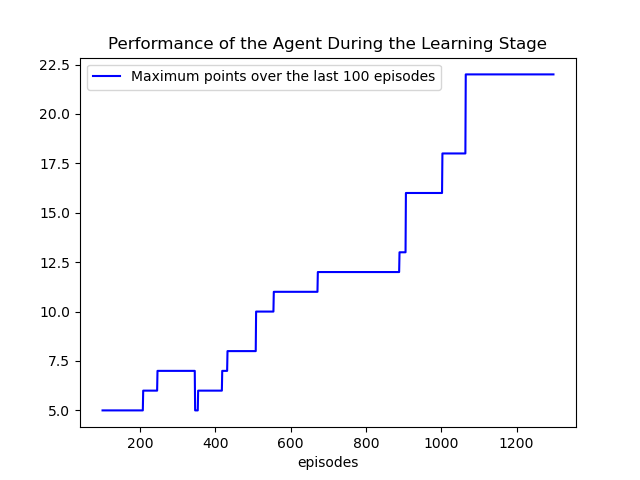 Performance of the Agent During the Learning Stage
Maximum points over the last 100 episodes
22.5
20.0
17.5
15.0
12.5
10.0
7.5
5.0
200 400 600 800 1000 1200
episodes